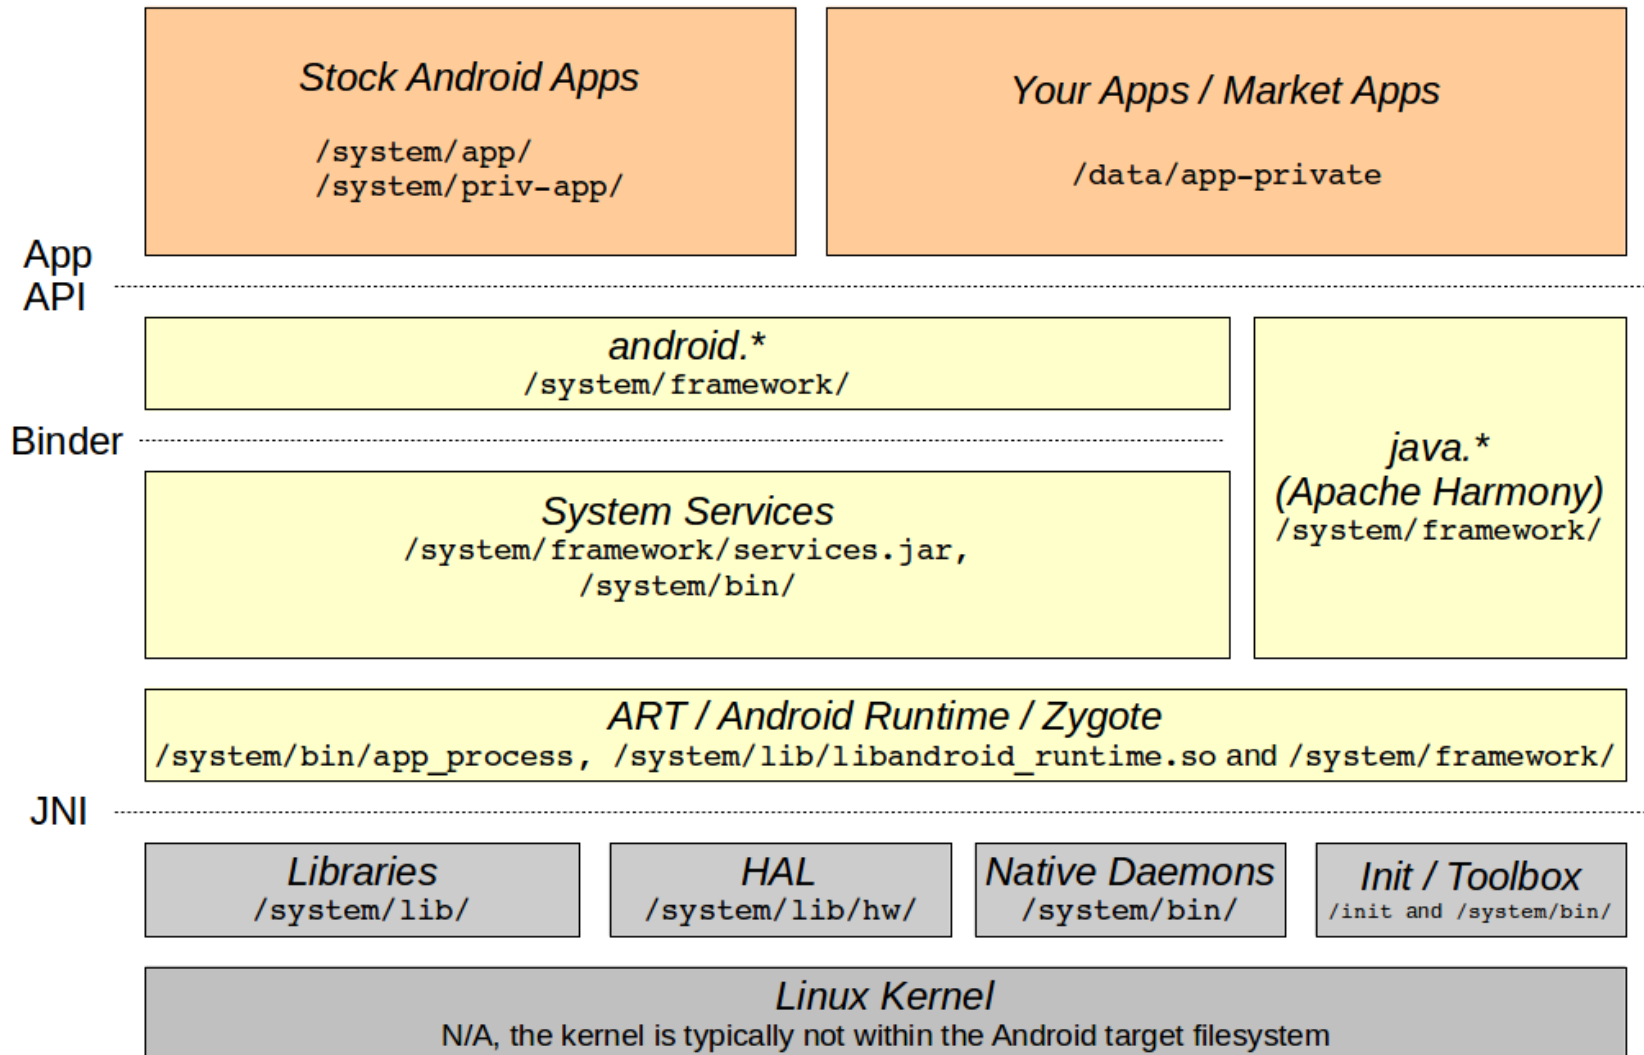 Stock Android Apps
/system/app/
/system/priv-app/
Your Apps / Market Apps
/data/app-private
App
API
android.*
/system/framework/
Binder
System Services
/system/framework/services.jar,
/system/bin/
java.*
(Apache Harmony)
/system/framework/
ART / Android Runtime / Zygote
/system/bin/app_process, /system/lib/libandroid_runtime.so and /system/framework/
JNI
Libraries
/system/lib/
HAL
/system/lib/hw/
Native Daemons
/system/bin/
Init / Toolbox
/init and /system/bin/
Linux Kernel
N/A, the kernel is typically not within the Android target filesystem